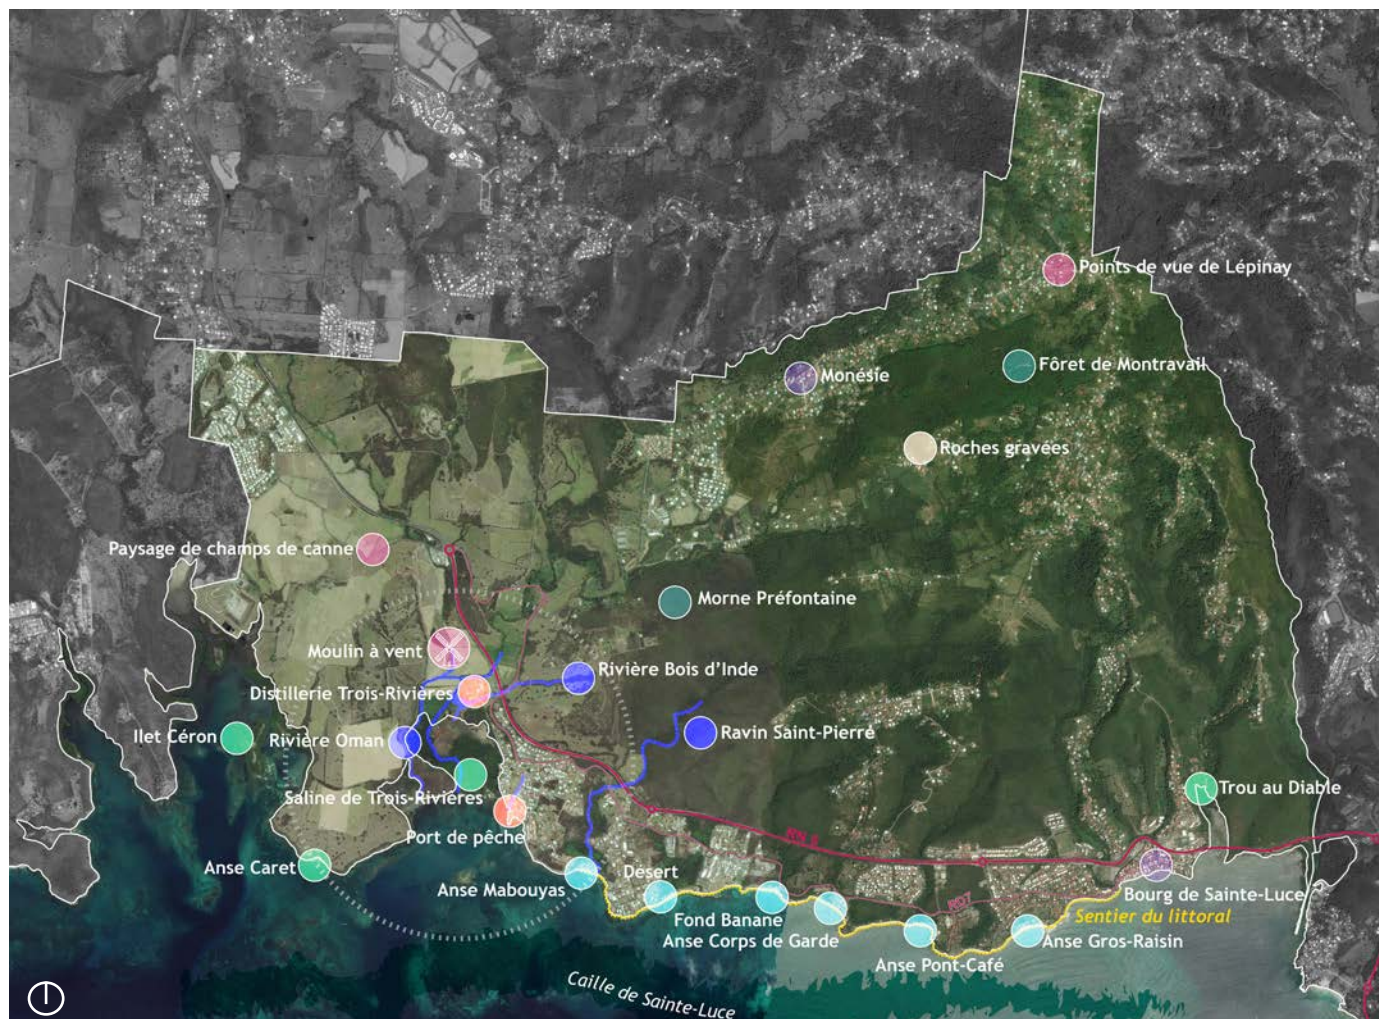 Points de vue de Lépinay
Fôret de Montravail
Monésie
Roches gravées
Paysage de champs de canne
Morne Préfontaine
Moulin à vent
Rivière Bois d'Inde
Distillerie Trois-Rivières
Ilet Céron
Rivière Oman
Ravin Saint-Pierre
Saline de Trois-Rivières
Trou au Diable
Port de pêche
RN 5
Anse Caret
Désert
Anse Mabouyas
Bourg de Sainte-Luce
RD7
Fond Banane
Sentier du littoral
Anse Corps de Garde
Anse Gros-Raisin
Anse Pont-Café
Caille de Sainte-Luce